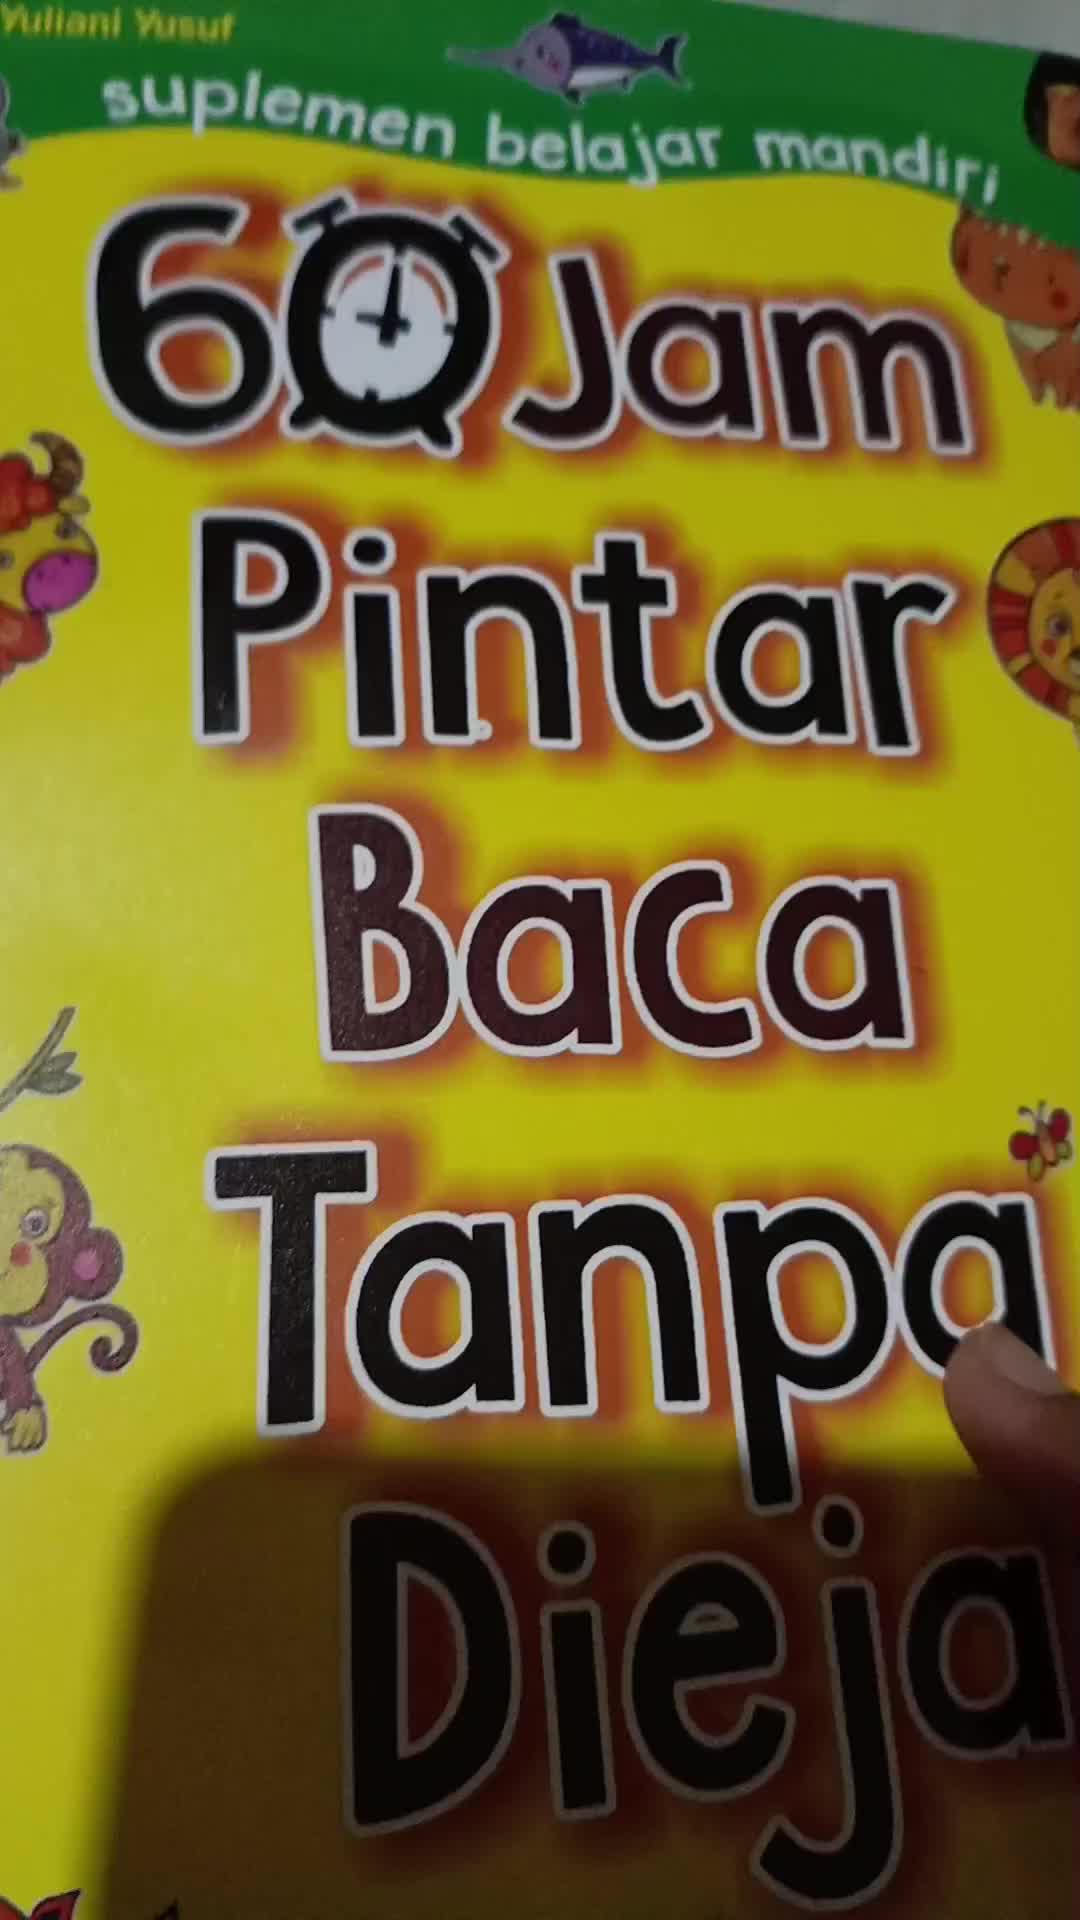 Yuliani Yusuf
suplemen belajar mandiri
60 Jam
Pintar
Baca
Tanpa
Dieja